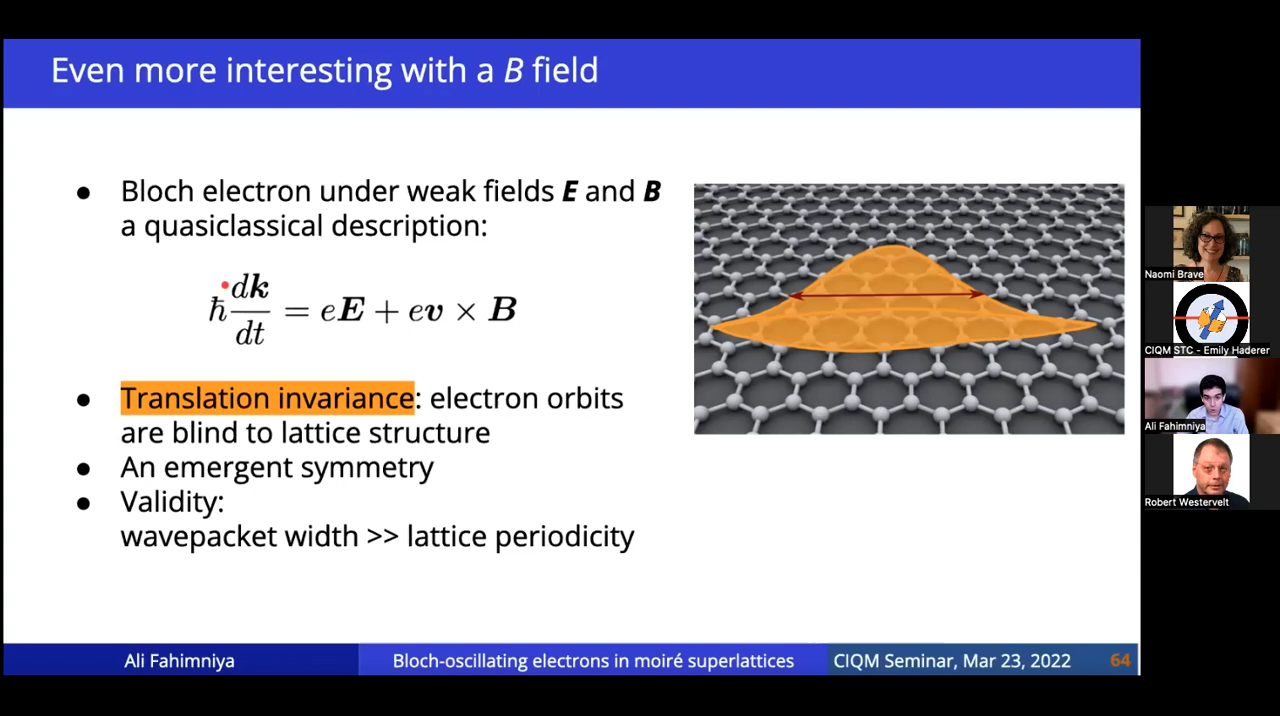 Even more interesting with a B field
● Bloch electron under weak fields E and B
a quasiclassical description:
ℏ dk/dt = eE + ev × B
● Translation invariance: electron orbits
are blind to lattice structure
● An emergent symmetry
● Validity:
wavepacket width >> lattice periodicity
Ali Fahimniya
Bloch-oscillating electrons in moiré superlattices
CIQM Seminar, Mar 23, 2022
64
Naomi Brave
CIQM STC - Emily Haderer
Ali Fahimniya
Robert Westervelt